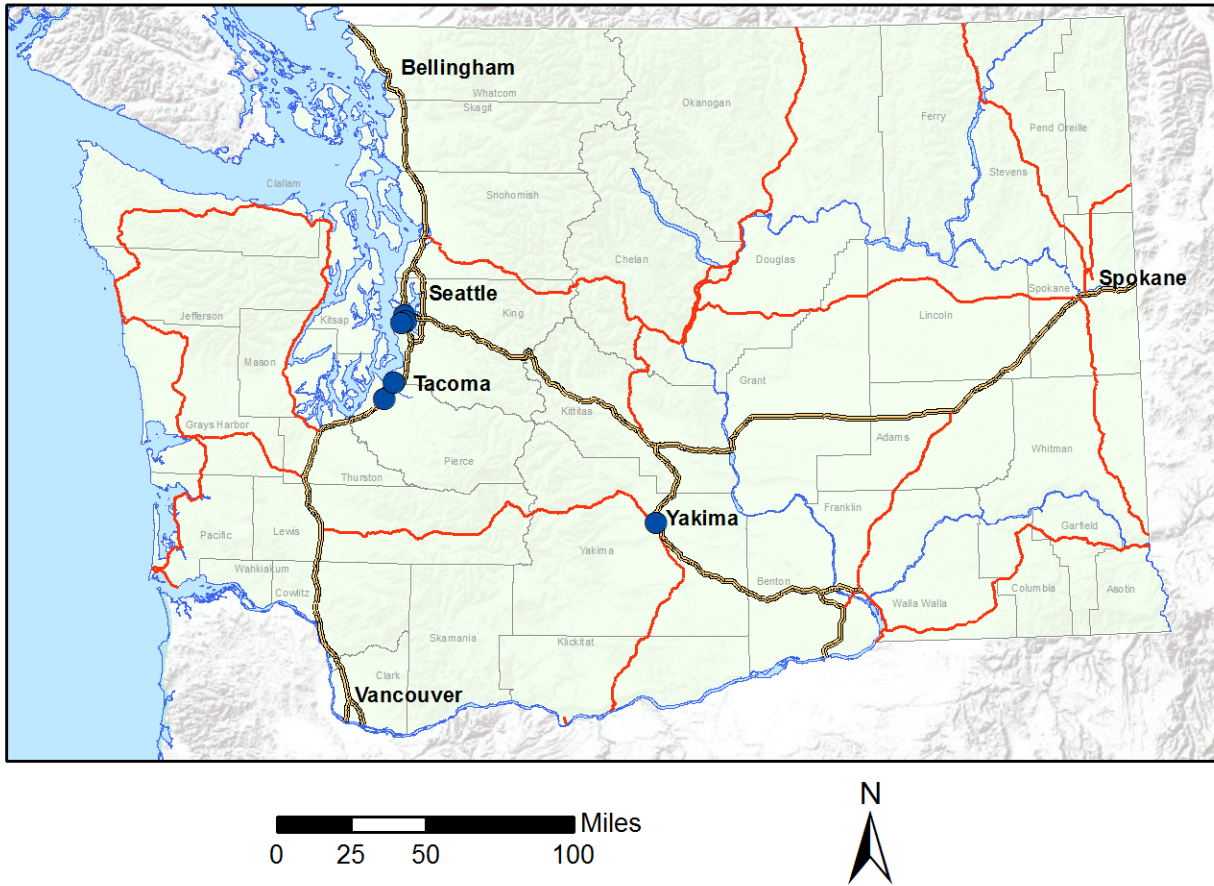 Bellingham
Whatcom
Skagit
Okanogan
Ferry
Pend Oreille
Stevens
Clallam
Snohomish
Chelan
Douglas
Spokane
Seattle
Spokane
Jefferson
Kitsap
King
Lincoln
Mason
Tacoma
Grant
Kittitas
Grays Harbor
Adams
Whitman
Pierce
Thurston
Yakima
Franklin
Garfield
Pacific
Lewis
Yakima
Wahkiakum
Benton
Columbia
Asotin
Cowlitz
Walla Walla
Skamania
Klickitat
Clark
Vancouver
N
Miles
0 25 50 100